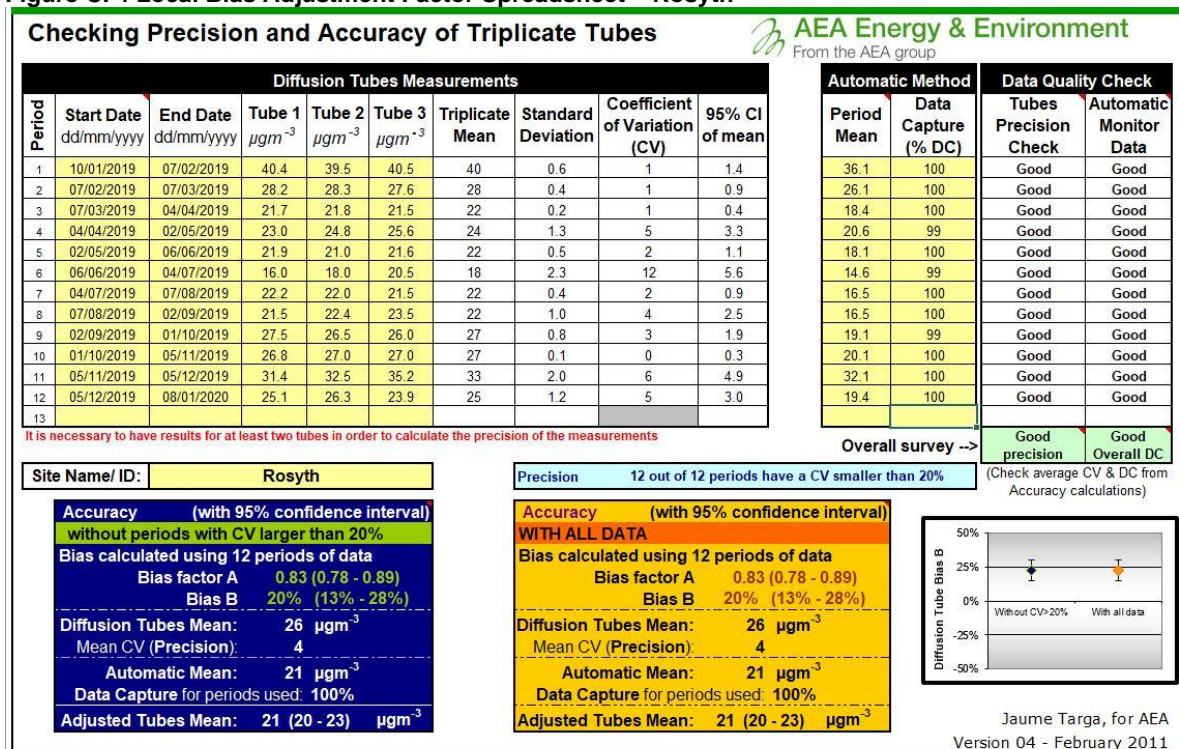 Figure C. 4 Local Bias Adjustment Factor Spreadsheet – Rosyth
Checking Precision and Accuracy of Triplicate Tubes
AEA Energy & Environment
From the AEA group
Diffusion Tubes Measurements
Automatic Method
Data Quality Check
Period Start Date dd/mm/yyyy End Date dd/mm/yyyy Tube 1 µgm-3 Tube 2 µgm-3 Tube 3 µgm-3 Triplicate Mean Standard Deviation Coefficient of Variation (CV) 95% CI of mean Period Mean Data Capture (% DC) Tubes Precision Check Automatic Monitor Data
1 10/01/2019 07/02/2019 40.4 39.5 40.5 40 0.6 1 1.4 36.1 100 Good Good
2 07/02/2019 07/03/2019 28.2 28.3 27.6 28 0.4 1 0.9 26.1 100 Good Good
3 07/03/2019 04/04/2019 21.7 21.8 21.5 22 0.2 1 0.4 18.4 100 Good Good
4 04/04/2019 02/05/2019 23.0 24.8 25.6 24 1.3 5 3.3 20.6 99 Good Good
5 02/05/2019 06/06/2019 21.9 21.0 21.6 22 0.5 2 1.1 18.1 100 Good Good
6 06/06/2019 04/07/2019 16.0 18.0 20.5 18 2.3 12 5.6 14.6 99 Good Good
7 04/07/2019 07/08/2019 22.2 22.0 21.5 22 0.4 2 0.9 16.5 100 Good Good
8 07/08/2019 02/09/2019 21.5 22.4 23.5 22 1.0 4 2.5 16.5 100 Good Good
9 02/09/2019 01/10/2019 27.5 26.5 26.0 27 0.8 3 1.9 19.1 99 Good Good
10 01/10/2019 05/11/2019 26.8 27.0 27.0 27 0.1 0 0.3 20.1 100 Good Good
11 05/11/2019 05/12/2019 31.4 32.5 35.2 33 2.0 6 4.9 32.1 100 Good Good
12 05/12/2019 08/01/2020 25.1 26.3 23.9 25 1.2 5 3.0 19.4 100 Good Good
13
It is necessary to have results for at least two tubes in order to calculate the precision of the measurements
Overall survey --> Good precision Good Overall DC
(Check average CV & DC from Accuracy calculations)
Site Name/ ID: Rosyth
Precision 12 out of 12 periods have a CV smaller than 20%
Accuracy (with 95% confidence interval)
without periods with CV larger than 20%
Bias calculated using 12 periods of data
Bias factor A 0.83 (0.78 - 0.89)
Bias B 20% (13% - 28%)
Diffusion Tubes Mean: 26 µgm-3
Mean CV (Precision): 4
Automatic Mean: 21 µgm-3
Data Capture for periods used: 100%
Adjusted Tubes Mean: 21 (20 - 23) µgm-3
Accuracy (with 95% confidence interval)
WITH ALL DATA
Bias calculated using 12 periods of data
Bias factor A 0.83 (0.78 - 0.89)
Bias B 20% (13% - 28%)
Diffusion Tubes Mean: 26 µgm-3
Mean CV (Precision): 4
Automatic Mean: 21 µgm-3
Data Capture for periods used: 100%
Adjusted Tubes Mean: 21 (20 - 23) µgm-3
Diffusion Tube Bias B
50%
25%
0%
-25%
-50%
Without CV>20% With all data
Jaume Targa, for AEA
Version 04 - February 2011